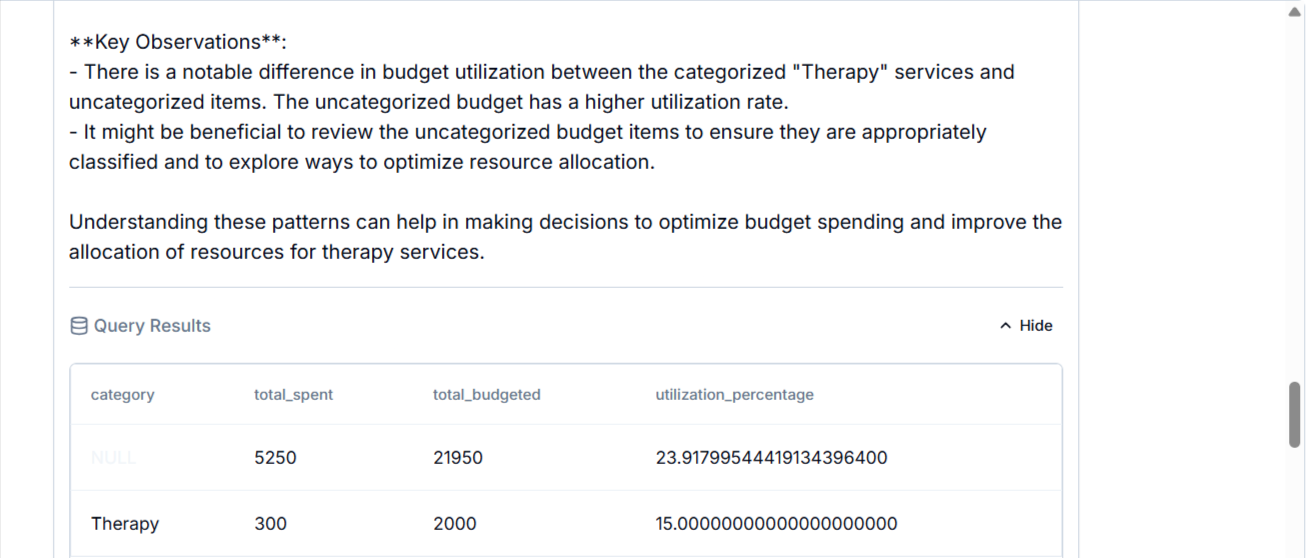 **Key Observations**:
- There is a notable difference in budget utilization between the categorized "Therapy" services and
uncategorized items. The uncategorized budget has a higher utilization rate.
- It might be beneficial to review the uncategorized budget items to ensure they are appropriately
classified and to explore ways to optimize resource allocation.
Understanding these patterns can help in making decisions to optimize budget spending and improve the
allocation of resources for therapy services.
Query Results Hide
category total_spent total_budgeted utilization_percentage
NULL 5250 21950 23.91799544419134396400
Therapy 300 2000 15.00000000000000000000